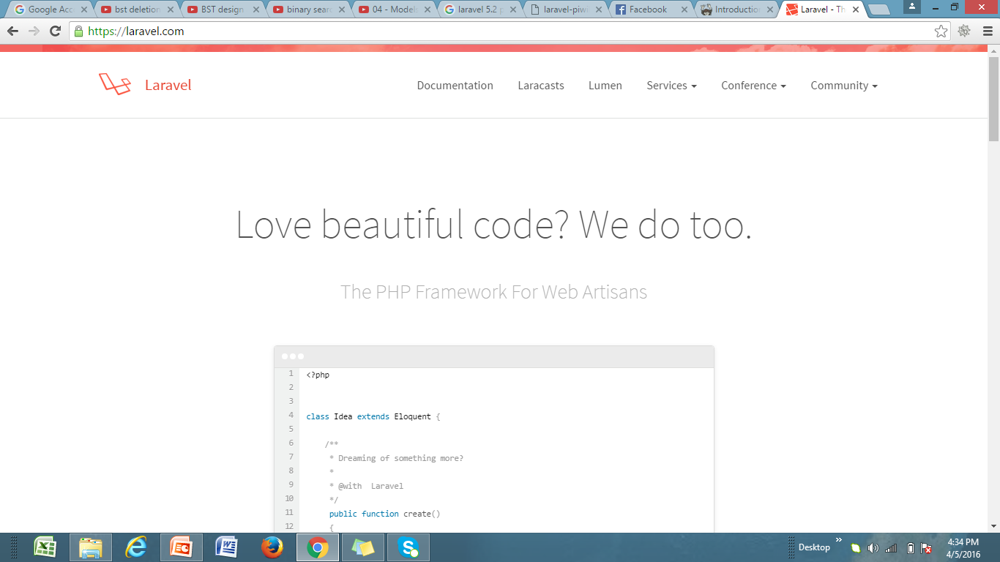 Google Acc
bst deletion
BST design
binary sear
04 - Models
laravel 5.2 p
laravel-piwi
Facebook
Introduction
Laravel - Th
https://laravel.com
Laravel
Documentation
Laracasts
Lumen
Services
Conference
Community
Love beautiful code? We do too.
The PHP Framework For Web Artisans
1 <?php
2
3
4 class Idea extends Eloquent {
5
6 /**
7 * Dreaming of something more?
8 *
9 * @with  Laravel
10 */
11 public function create()
12 {
Desktop
4:34 PM
4/5/2016